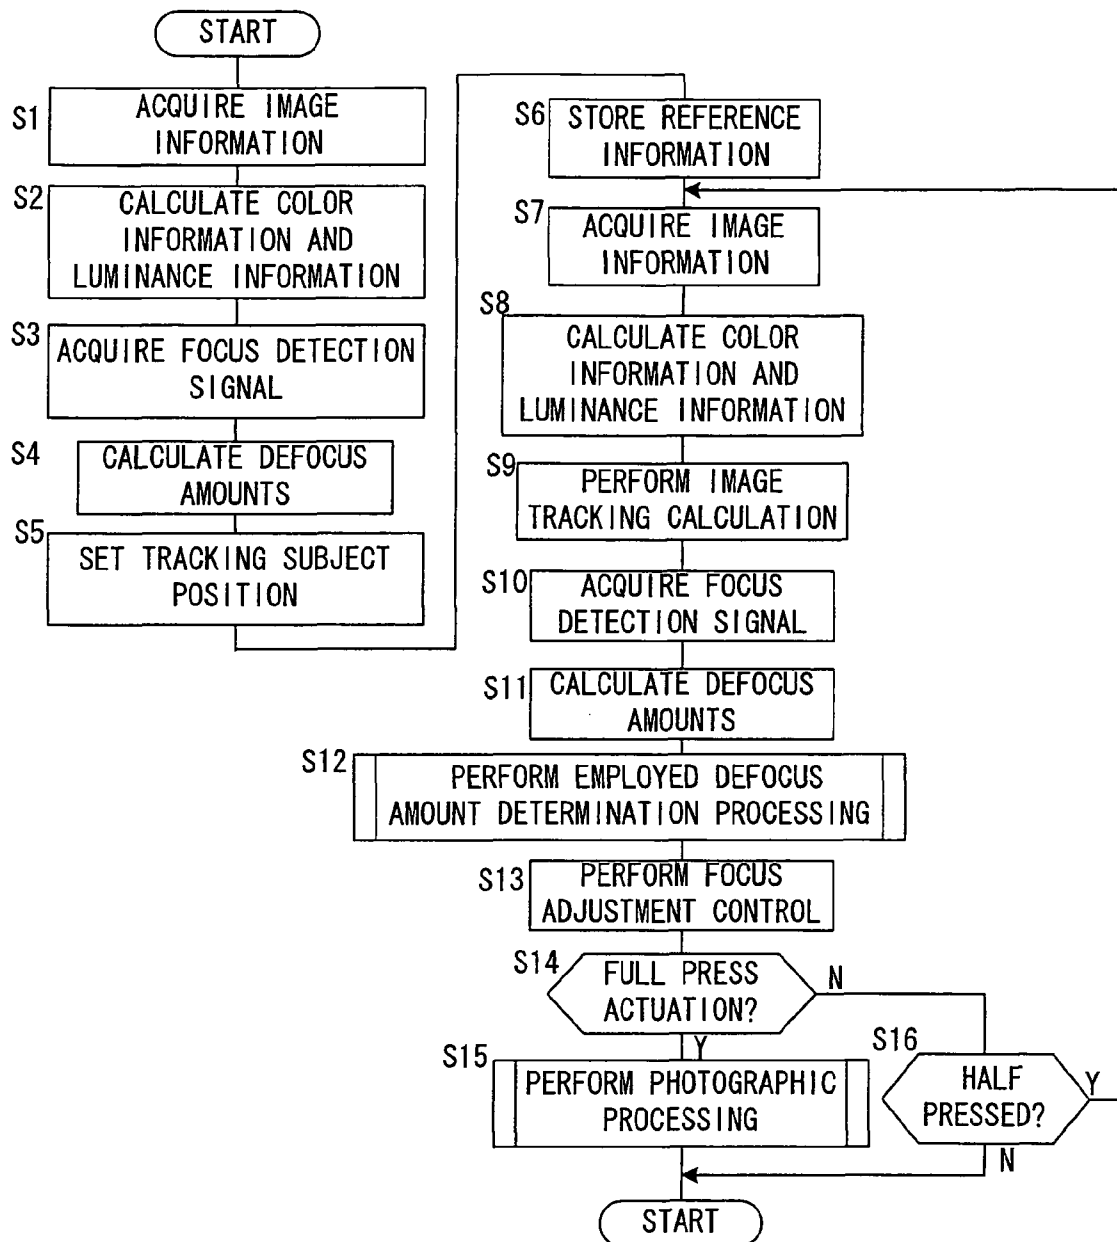 START
S1
ACQUIRE IMAGE
INFORMATION
S2
CALCULATE COLOR
INFORMATION AND
LUMINANCE INFORMATION
S3
ACQUIRE FOCUS DETECTION
SIGNAL
S4
CALCULATE DEFOCUS
AMOUNTS
S5
SET TRACKING SUBJECT
POSITION
S6
STORE REFERENCE
INFORMATION
S7
ACQUIRE IMAGE
INFORMATION
S8
CALCULATE COLOR
INFORMATION AND
LUMINANCE INFORMATION
S9
PERFORM IMAGE
TRACKING CALCULATION
S10
ACQUIRE FOCUS
DETECTION SIGNAL
S11
CALCULATE DEFOCUS
AMOUNTS
S12
PERFORM EMPLOYED DEFOCUS
AMOUNT DETERMINATION PROCESSING
S13
PERFORM FOCUS
ADJUSTMENT CONTROL
S14
FULL PRESS
ACTUATION?
N
Y
S15
PERFORM PHOTOGRAPHIC
PROCESSING
S16
HALF
PRESSED?
Y
N
START